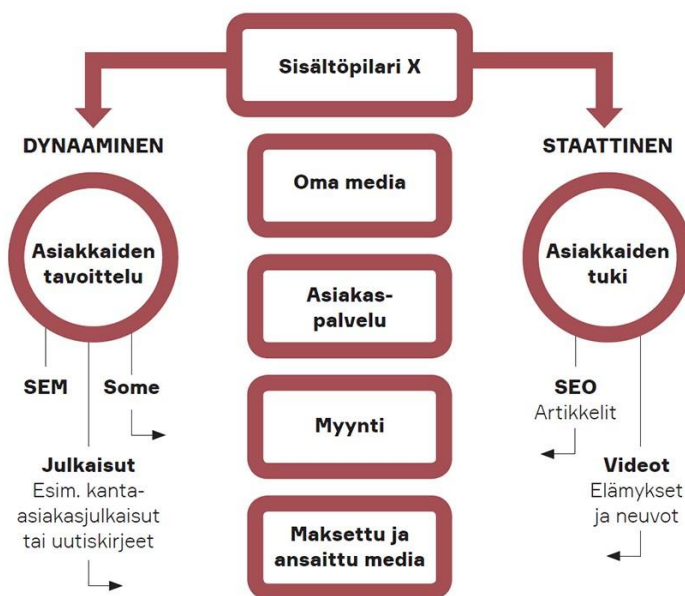 Sisältöpilari X
DYNAAMINEN
Asiakkaiden
tavoittelu
SEM
Some
Julkaisut
Esim. kanta-
asiakasjulkaisut
tai uutiskirjeet
Oma media
Asiakas-
palvelu
Myynti
Maksettu ja
ansaittu media
STAATTINEN
Asiakkaiden
tuki
SEO
Artikkelit
Videot
Elämykset
ja neuvot